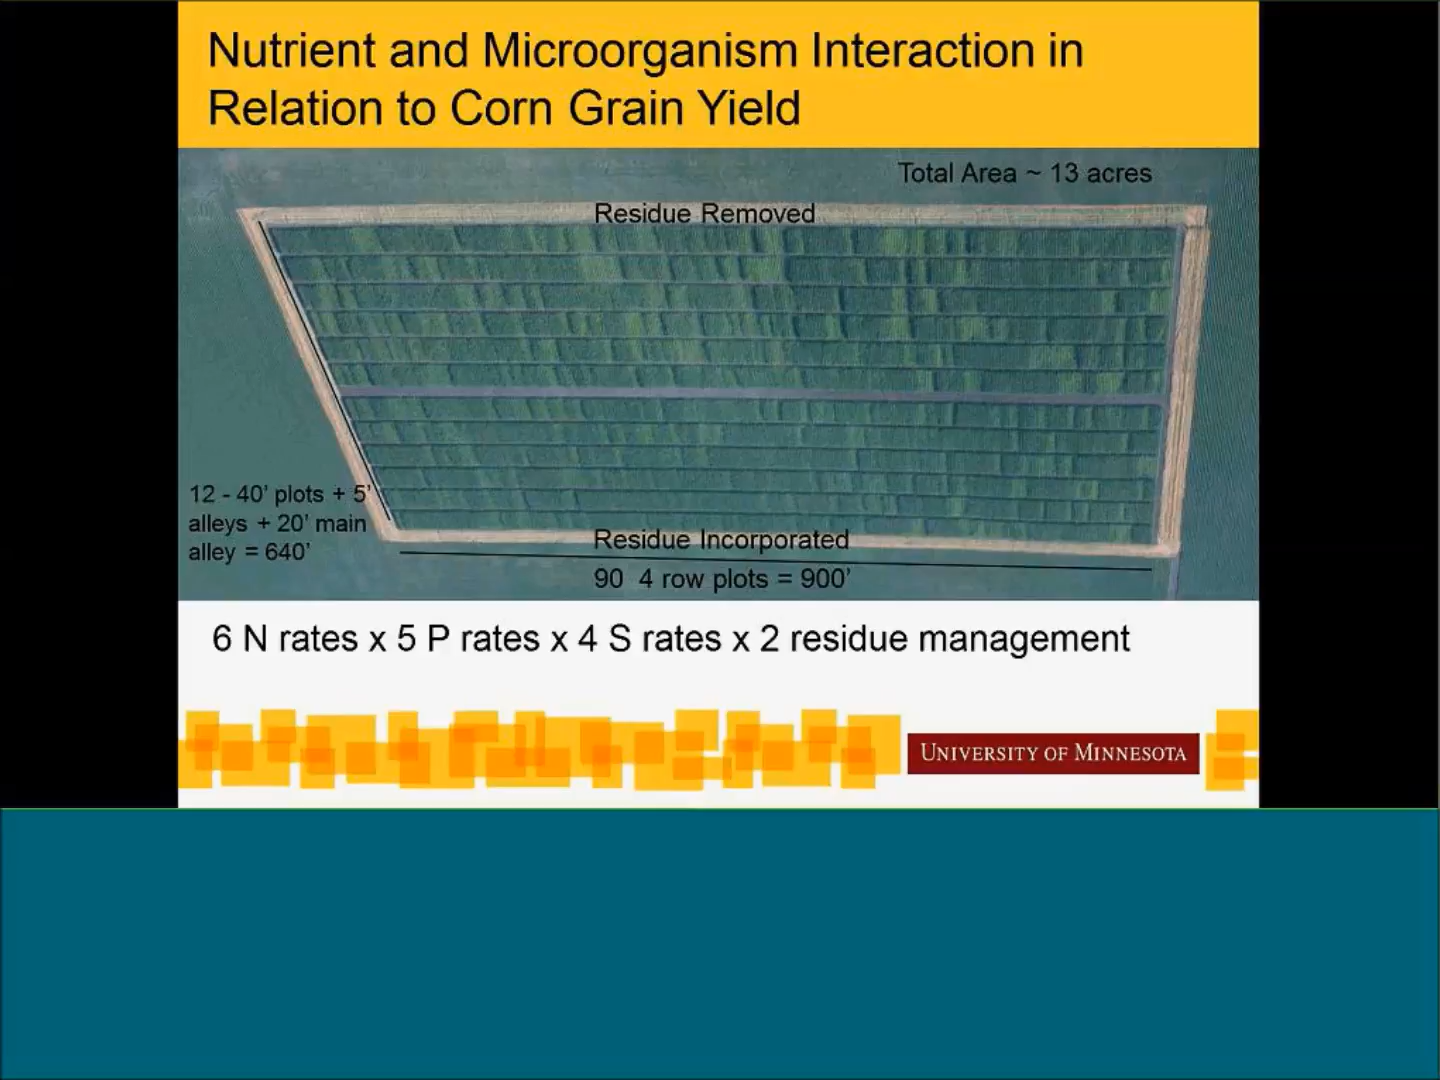 Nutrient and Microorganism Interaction in
Relation to Corn Grain Yield
Total Area ~ 13 acres
Residue Removed
12 - 40' plots + 5'
alleys + 20' main
alley = 640'
Residue Incorporated
90 4 row plots = 900'
6 N rates x 5 P rates x 4 S rates x 2 residue management
UNIVERSITY OF MINNESOTA